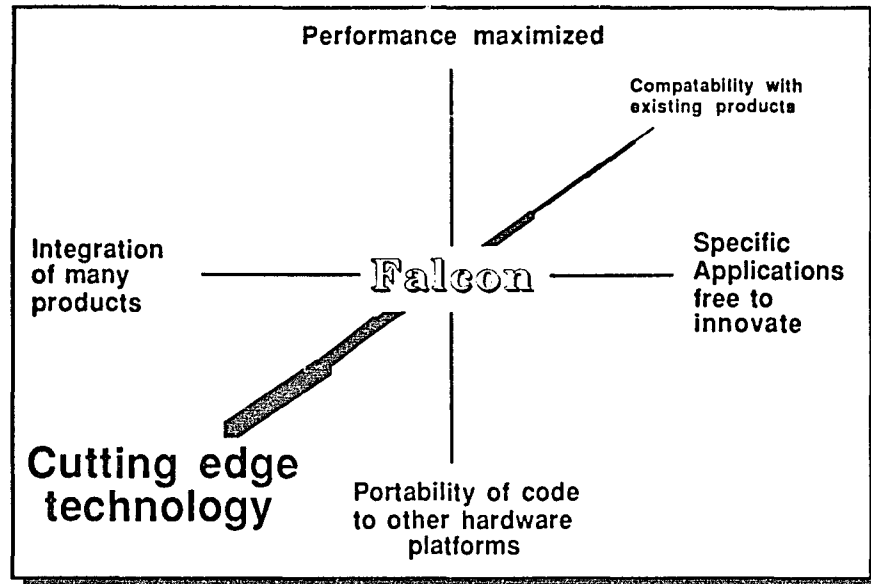 Performance maximized
Compatability with
existing products
Integration
of many
products
Falcon
Specific
Applications
free to
innovate
Cutting edge
technology
Portability of code
to other hardware
platforms